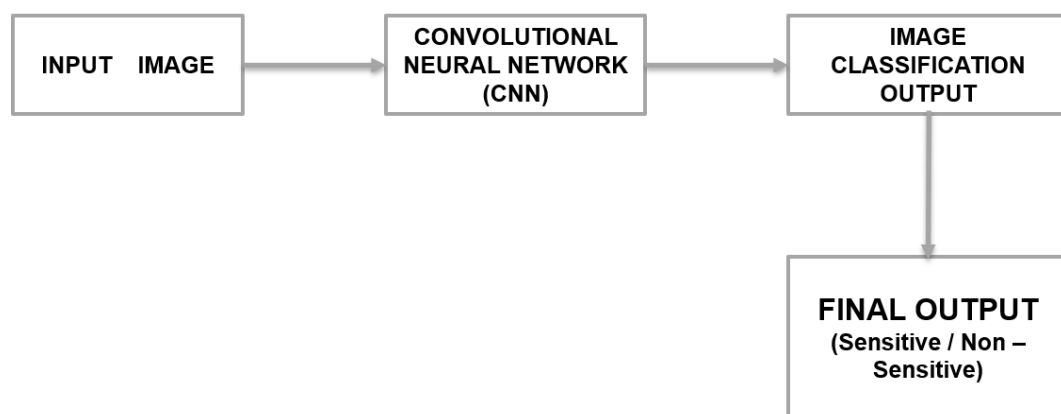 INPUT IMAGE
CONVOLUTIONAL
NEURAL NETWORK
(CNN)
IMAGE
CLASSIFICATION
OUTPUT
FINAL OUTPUT
(Sensitive / Non –
Sensitive)